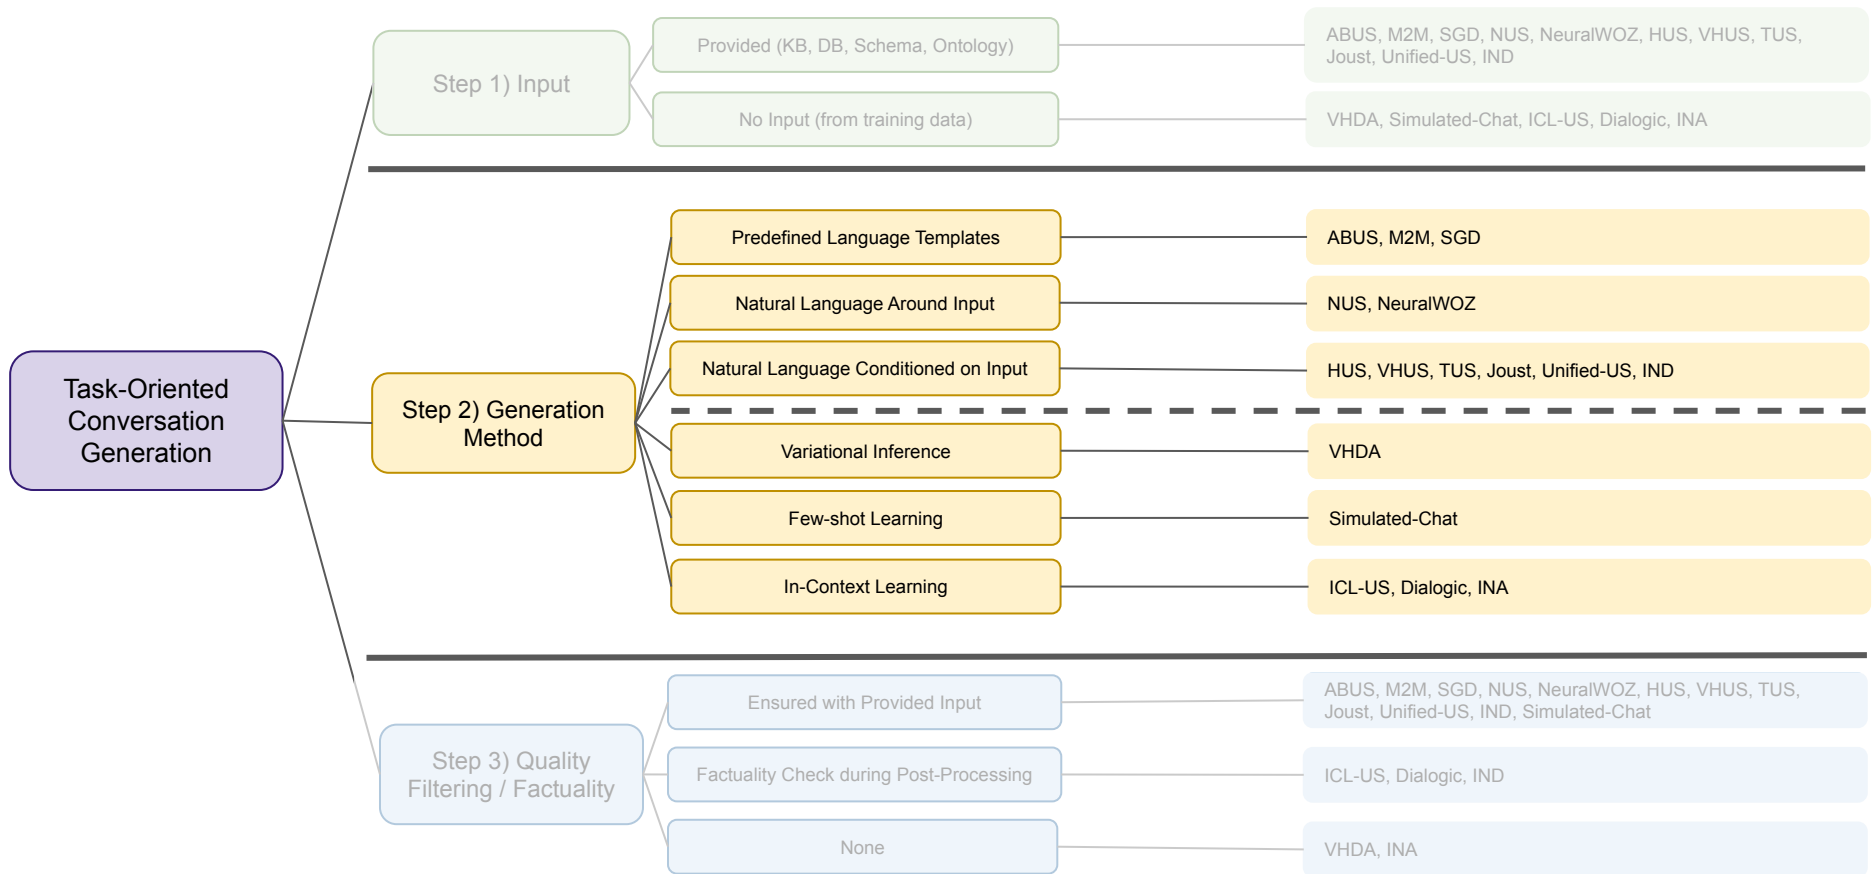 Step 1) Input
Provided (KB, DB, Schema, Ontology)
ABUS, M2M, SGD, NUS, NeuralWOZ, HUS, VHUS, TUS,
Joust, Unified-US, IND
No Input (from training data)
VHDA, Simulated-Chat, ICL-US, Dialogic, INA
Task-Oriented
Conversation
Generation
Step 2) Generation
Method
Predefined Language Templates
ABUS, M2M, SGD
Natural Language Around Input
NUS, NeuralWOZ
Natural Language Conditioned on Input
HUS, VHUS, TUS, Joust, Unified-US, IND
Variational Inference
VHDA
Few-shot Learning
Simulated-Chat
In-Context Learning
ICL-US, Dialogic, INA
Step 3) Quality
Filtering / Factuality
Ensured with Provided Input
ABUS, M2M, SGD, NUS, NeuralWOZ, HUS, VHUS, TUS,
Joust, Unified-US, IND, Simulated-Chat
Factuality Check during Post-Processing
ICL-US, Dialogic, IND
None
VHDA, INA